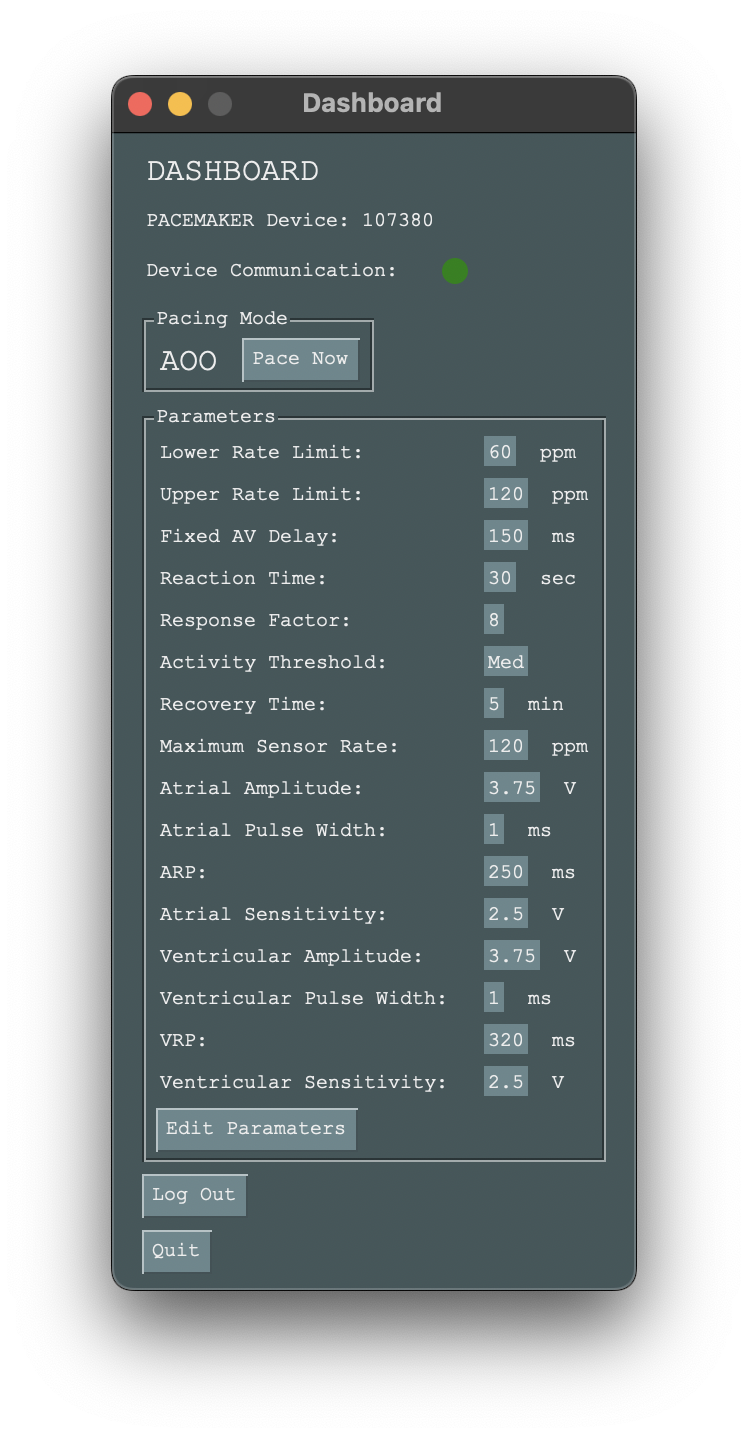 Dashboard
DASHBOARD
PACEMAKER Device: 107380
Device Communication:
Pacing Mode
AOO Pace Now
Parameters
Lower Rate Limit: 60 ppm
Upper Rate Limit: 120 ppm
Fixed AV Delay: 150 ms
Reaction Time: 30 sec
Response Factor: 8
Activity Threshold: Med
Recovery Time: 5 min
Maximum Sensor Rate: 120 ppm
Atrial Amplitude: 3.75 V
Atrial Pulse Width: 1 ms
ARP: 250 ms
Atrial Sensitivity: 2.5 V
Ventricular Amplitude: 3.75 V
Ventricular Pulse Width: 1 ms
VRP: 320 ms
Ventricular Sensitivity: 2.5 V
Edit Paramaters
Log Out
Quit